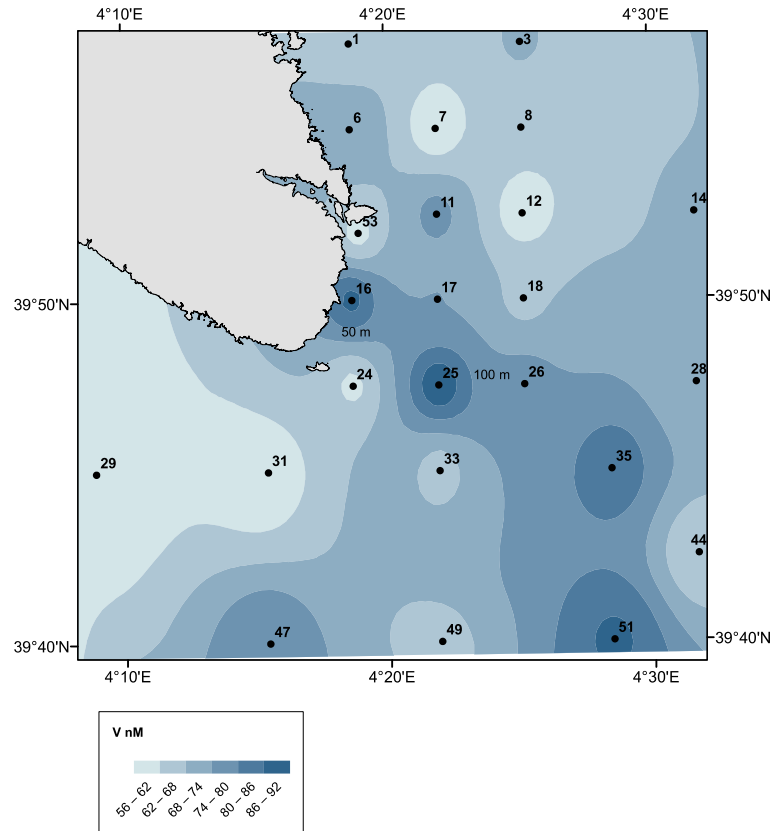 4°10'E 4°20'E 4°30'E
1 3
6 7 8
11 12 14
53
16 17 18
39°50'N 39°50'N
50 m
24 25 100 m 26 28
29 31 33 35
44
47 49 51
39°40'N 39°40'N
4°10'E 4°20'E 4°30'E
V nM
56 – 62
62 – 68
68 – 74
74 – 80
80 – 86
86 – 92